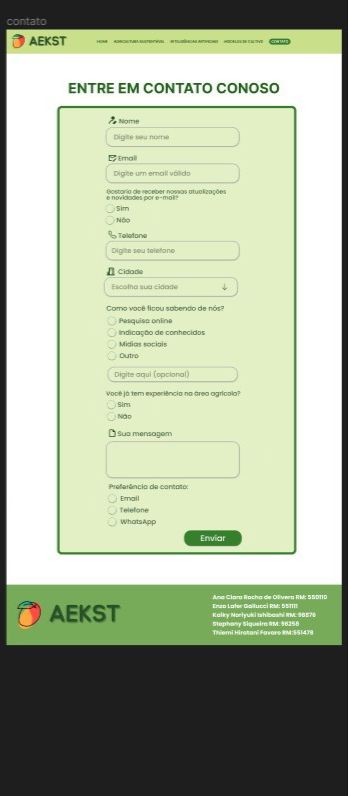 contato
AEKST
HOME AGRICULTURA SUSTENTÁVEL INTELIGÊNCIAS ARTIFICIAIS MODELOS DE CULTIVO CONTATO
ENTRE EM CONTATO CONOSO
Nome
Digite seu nome
Email
Digite um email válido
Gostaria de receber nossas atualizações
e novidades por e-mail?
Sim
Não
Telefone
Digite seu telefone
Cidade
Escolha sua cidade
Como você ficou sabendo de nós?
Pesquisa online
Indicação de conhecidos
Mídias sociais
Outro
Digite aqui (opcional)
Você já tem experiência na área agrícola?
Sim
Não
Sua mensagem
Preferência de contato:
Email
Telefone
WhatsApp
Enviar
AEKST
Ana Clara Rocha de Olivera RM: 550110
Enzo Lafer Gallucci RM: 551111
Kaiky Noriyuki Ishibashi RM: 98876
Stephany Siqueira RM: 98258
Thiemi Hiratani Favaro RM:551478